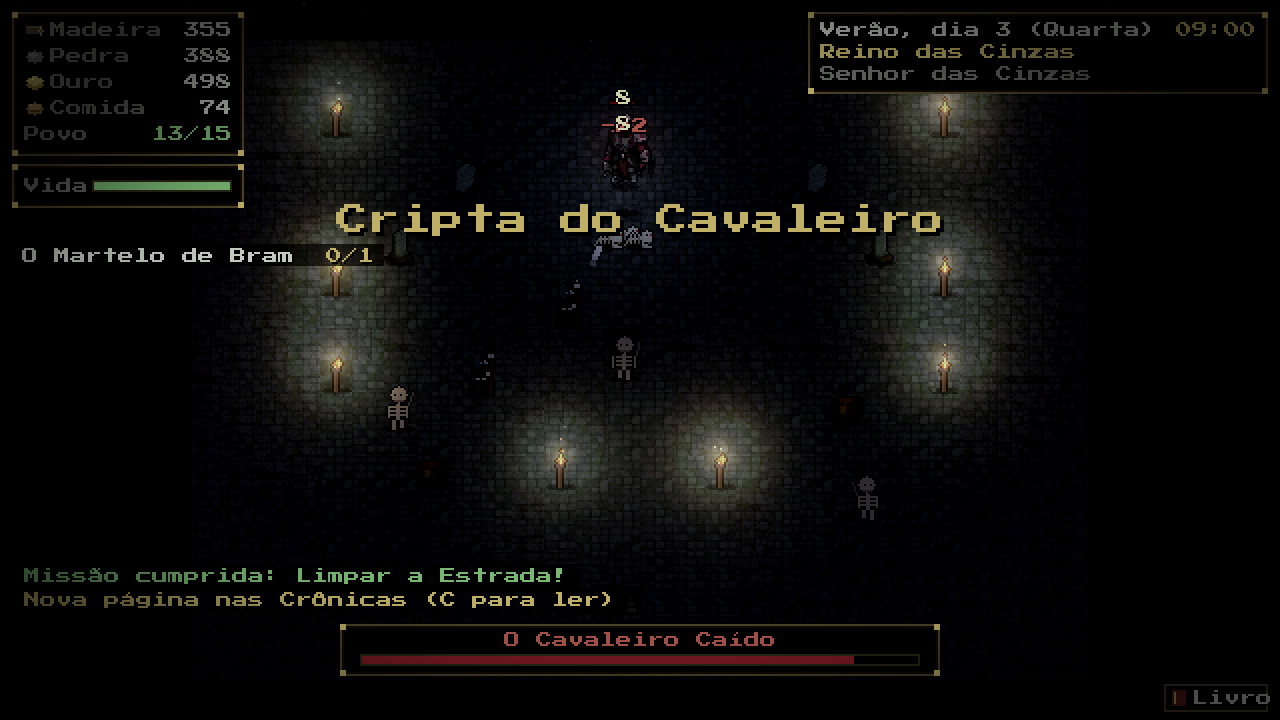 Madeira 355
Pedra 388
Ouro 498
Comida 74
Povo 13/15
Vida
Verão, dia 3 (Quarta) 09:00
Reino das Cinzas
Senhor das Cinzas
8
Cripta do Cavaleiro
O Martelo de Bram 0/1
Missão cumprida: Limpar a Estrada!
Nova página nas Crônicas (C para ler)
O Cavaleiro Caído
Livro